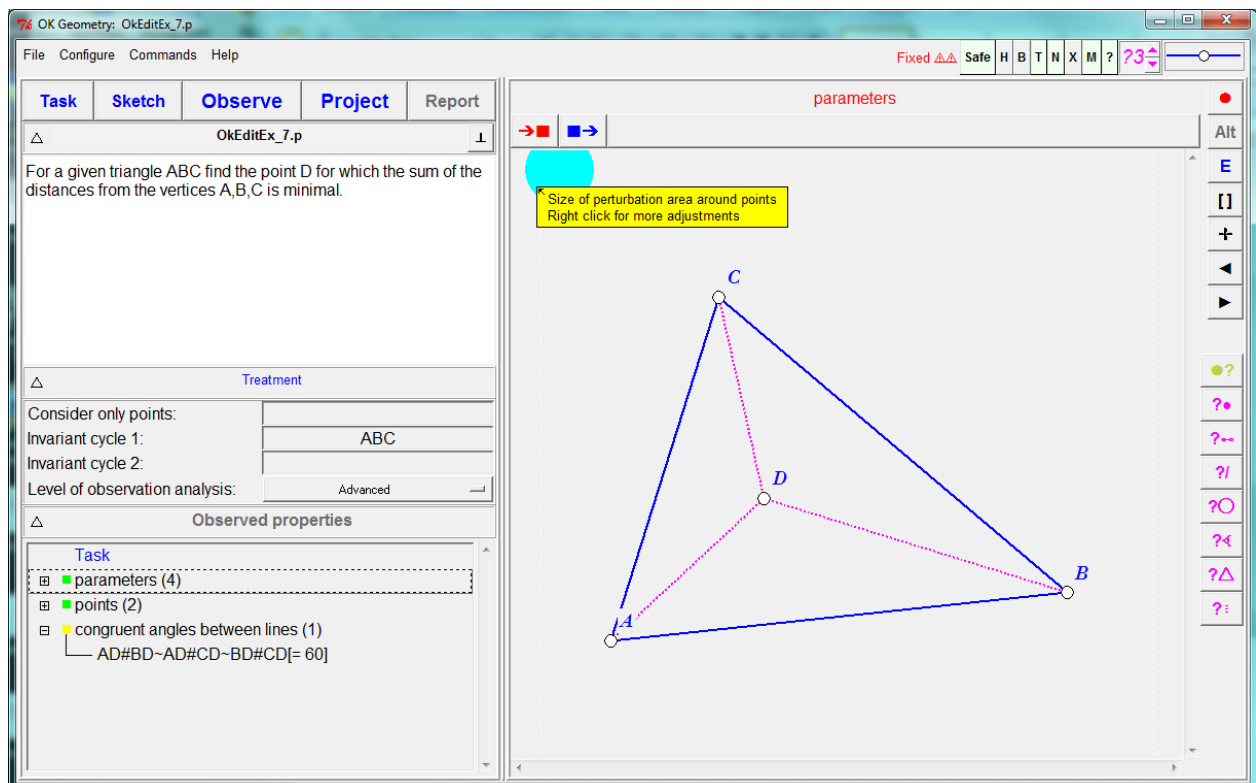 OK Geometry: OkEditEx_7.p
File Configure Commands Help
Fixed Safe H B T N X M ? ?3
Task Sketch Observe Project Report
OkEditEx_7.p
For a given triangle ABC find the point D for which the sum of the
distances from the vertices A,B,C is minimal.
Treatment
Consider only points:
Invariant cycle 1: ABC
Invariant cycle 2:
Level of observation analysis: Advanced
Observed properties
Task
parameters (4)
points (2)
congruent angles between lines (1)
AD#BD~AD#CD~BD#CD[= 60]
parameters
Size of perturbation area around points
Right click for more adjustments
C
D
B
A
Alt
E
[ ]
?
?
?
?/
?
?
?
?